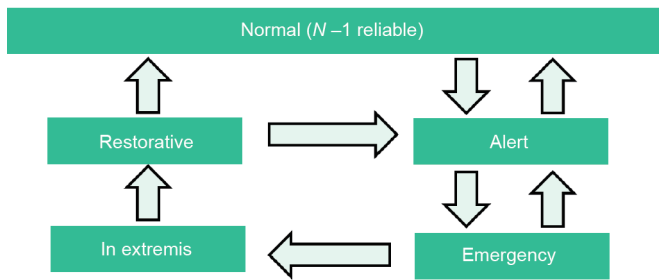 Normal (N –1 reliable)
Restorative
Alert
In extremis
Emergency